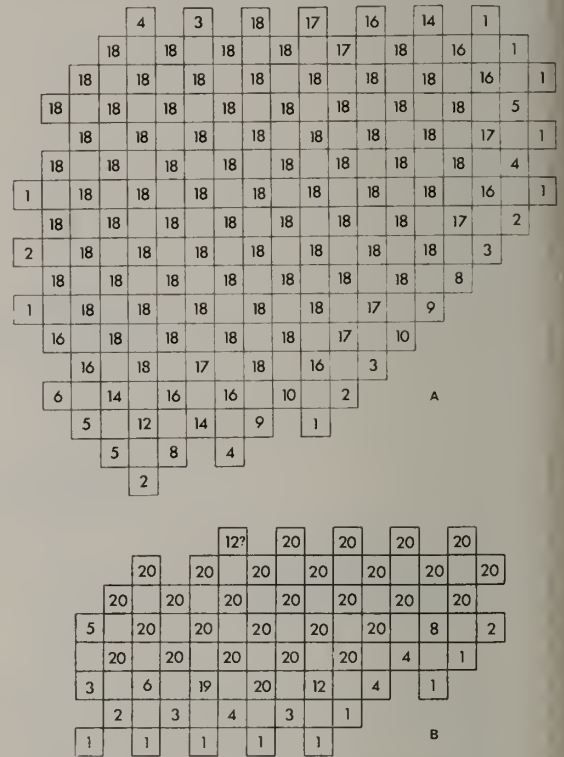 4 3 18 17 16 14 1
18 18 18 18 17 18 16 1
18 18 18 18 18 18 18 16 1
18 18 18 18 18 18 18 18 5
18 18 18 18 18 18 18 17 1
18 18 18 18 18 18 18 18 4
1 18 18 18 18 18 18 18 16 1
18 18 18 18 18 18 18 17 2
2 18 18 18 18 18 18 18 3
18 18 18 18 18 18 18 8
1 18 18 18 18 18 17 9
16 18 18 18 18 17 10
16 18 17 18 16 3
6 14 16 16 10 2 A
5 12 14 9 1
5 8 4
2
12? 20 20 20 20
20 20 20 20 20 20 20
20 20 20 20 20 20 20
5 20 20 20 20 20 8 2
20 20 20 20 20 4 1
3 6 19 20 12 4 1
2 3 4 3 1
1 1 1 1 1 B